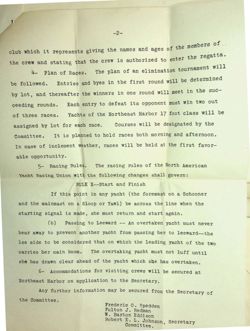 -2-
club which it represents giving the names and ages of the members of
the crew and stating that the crew is authorized to enter the regatta.
4- Plan of Races. The plan of an elimination tournament will
be followed. Entries and byes in the first round will be determined
by lot, and thereafter the winners in one round will meet in the suc-
ceeding rounds. Each entry to defeat its opponent must win two out
of three races. Yachts of the Northeast Harbor 17 foot class will be
assigned by lot for each race. Courses will be designated by the
Committee. It is planned to hold races both morning and afternoon.
In case of inclement weather, races will be held at the first favor-
able opportunity.
5- Racing Rules. The racing rules of the North American
Yacht Racing Union with the following changes shall govern:
RULE X--Start and Finish
If this point in any yacht (the foremast on a Schooner
and the mainmast on a Sloop or Yawl) be across the line when the
starting signal is made, she must return and start again.
Passing to leeward -- An overtaken yacht must never
bear away to prevent another yacht from passing her to leeward--the
lee side to be considered that on which the leading yacht of the two
carries her main boom. The overtaking yacht must not luff until
she has drawn clear ahead of the yacht which she has overtaken.
6- Accommodations for visiting crews will be secured at
Northeast Harbor on application to the Secretary.
Any further information may be secured from the Secretary of
the Committee.
Frederic O. Spedden
Fulton J. Redman
W. Barton Eddison
Robert E. L. Johnson, Secretary
Committee.